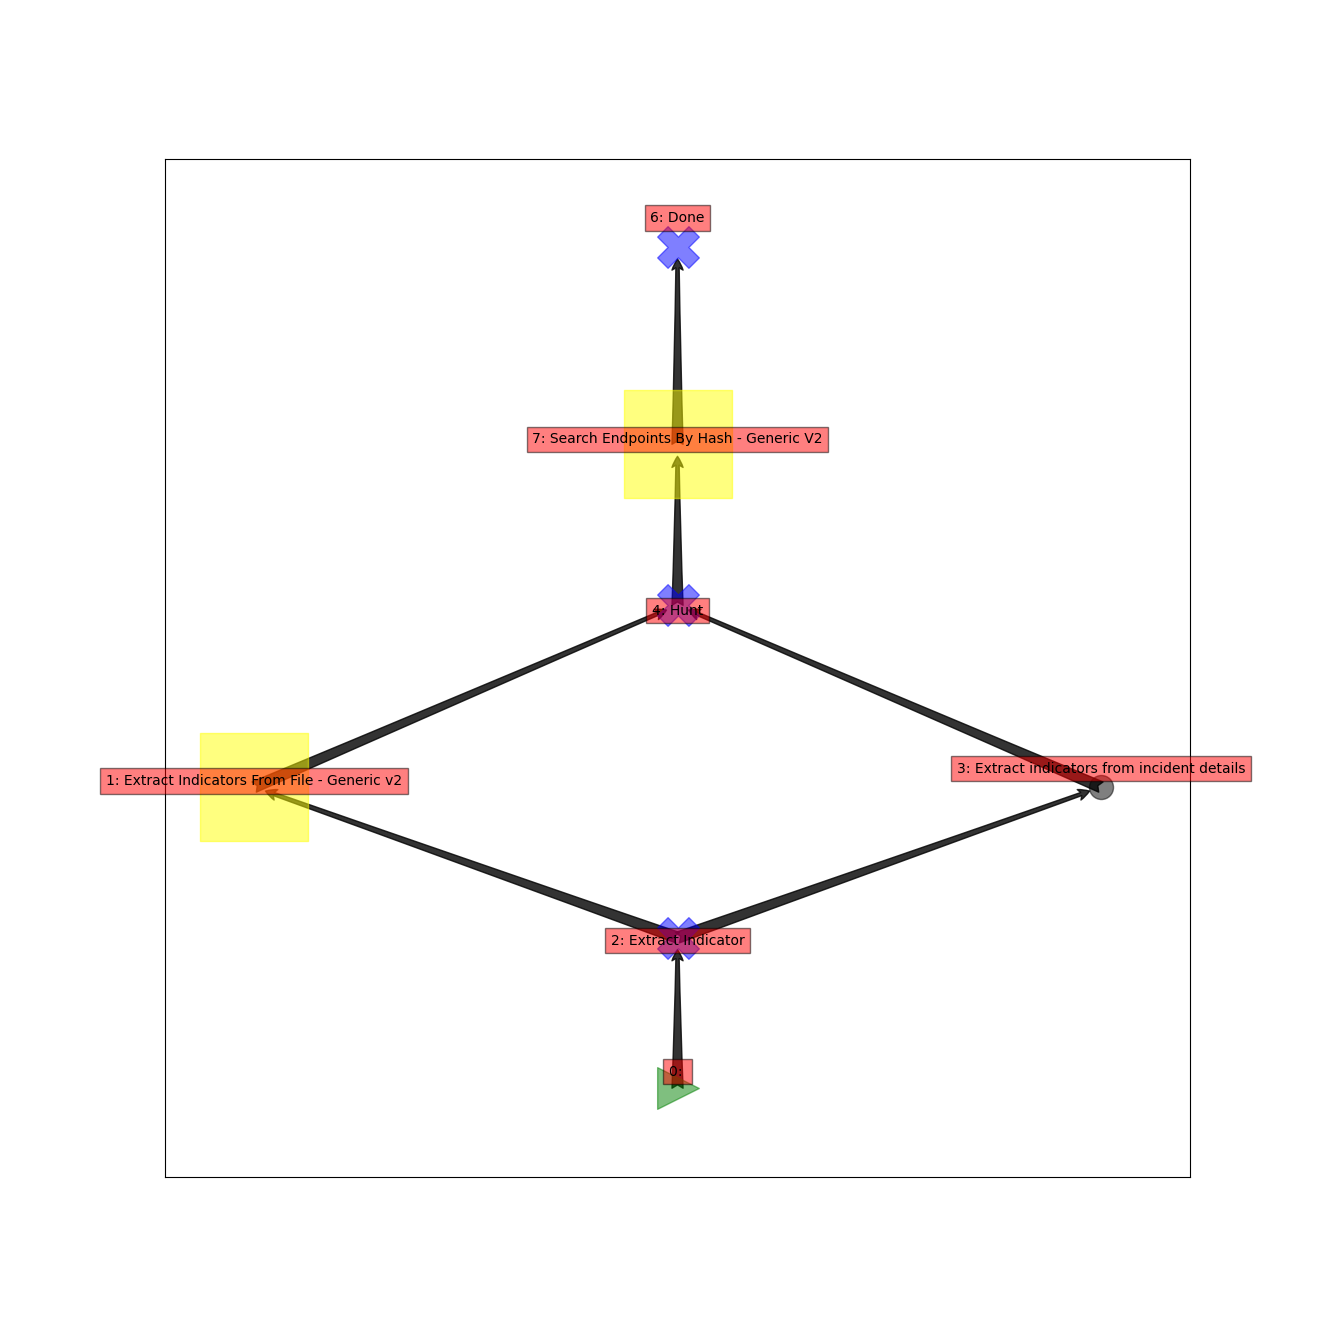 6: Done
7: Search Endpoints By Hash - Generic V2
4: Hunt
3: Extract indicators from incident details
1: Extract Indicators From File - Generic v2
2: Extract Indicator
0: